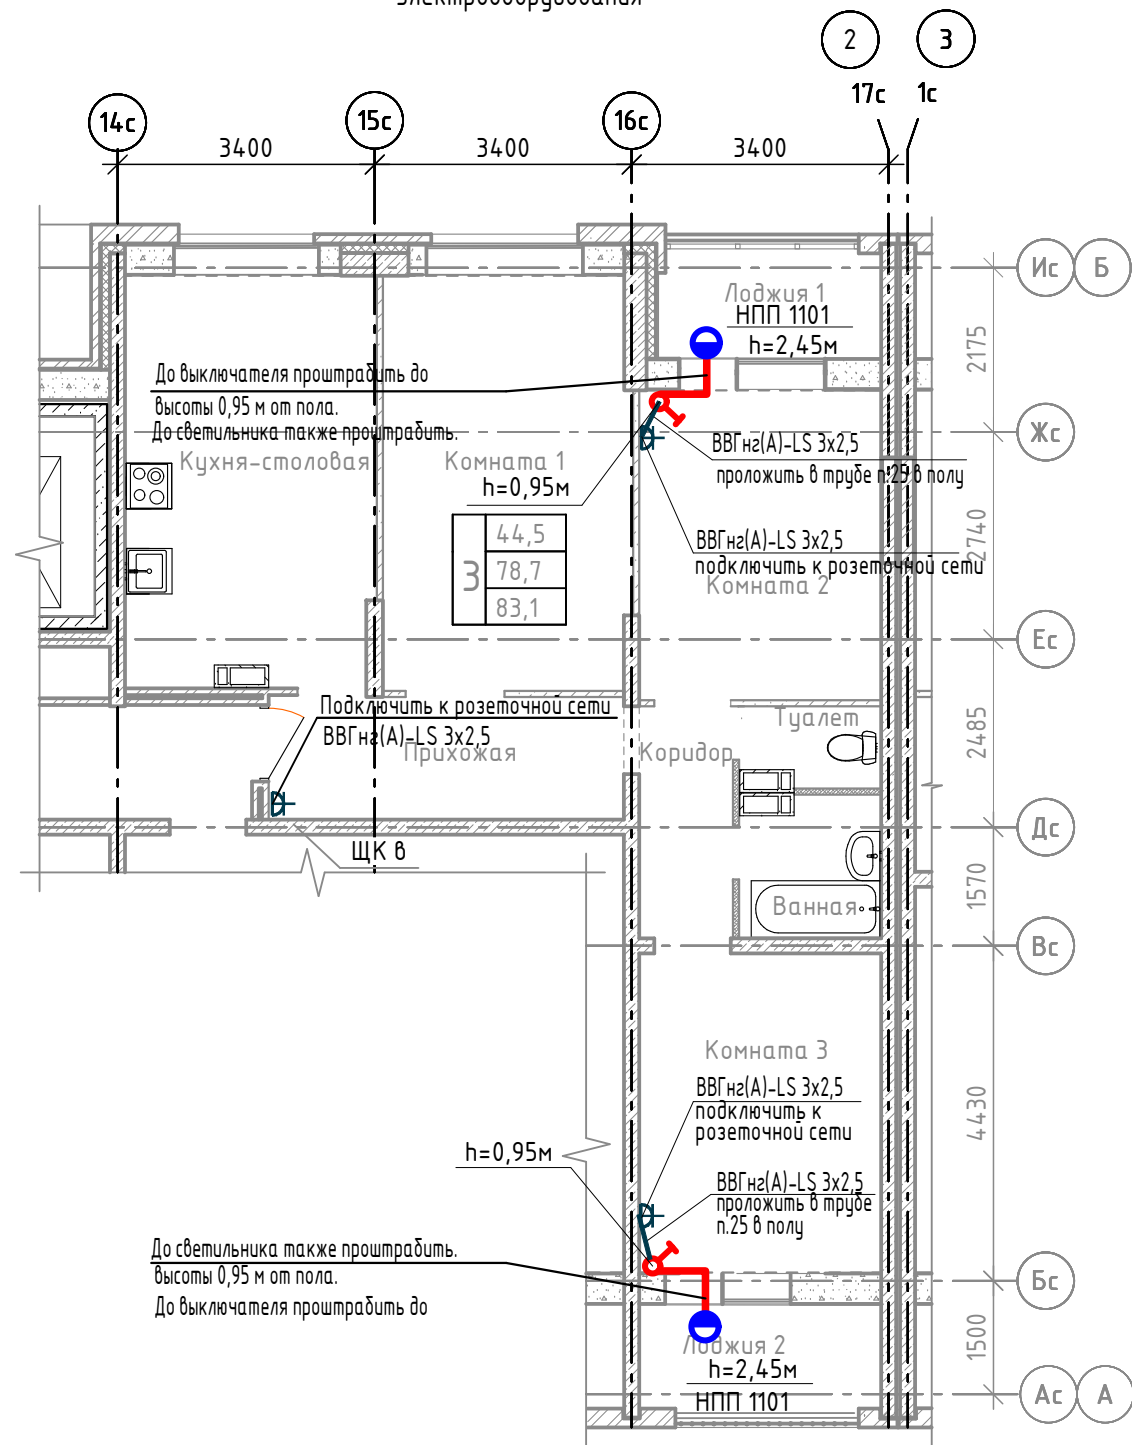 электрооборудования
2
3
17с
1с
14с
15с
16с
3400
3400
3400
Ис
Б
Лоджия 1
НПП 1101
h=2,45м
2175
До выключателя проштрабить до
высоты 0,95 м от пола.
До светильника также проштрабить.
Жс
Кухня-столовая
Комната 1
h=0,95м
ВВГнг(А)-LS 3х2,5
проложить в трубе п.25 в полу
44,5
3
78,7
83,1
ВВГнг(А)-LS 3х2,5
подключить к розеточной сети
Комната 2
2740
Ес
Подключить к розеточной сети
ВВГнг(А)-LS 3х2,5
Прихожая
Коридор
Туалет
2485
Дс
ЩК в
1570
Ванная
Вс
Комната 3
ВВГнг(А)-LS 3х2,5
подключить к
розеточной сети
4430
h=0,95м
ВВГнг(А)-LS 3х2,5
проложить в трубе
п.25 в полу
До светильника также проштрабить.
высоты 0,95 м от пола.
До выключателя проштрабить до
Бс
1500
Лоджия 2
h=2,45м
НПП 1101
Ас
А